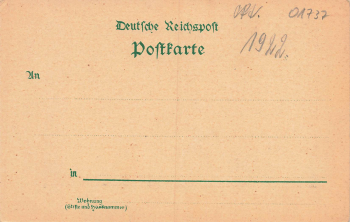 Deutsche Reichspost
01737
Postkarte
1922.
An
in
Wohnung
(Straße und Hausnummer)